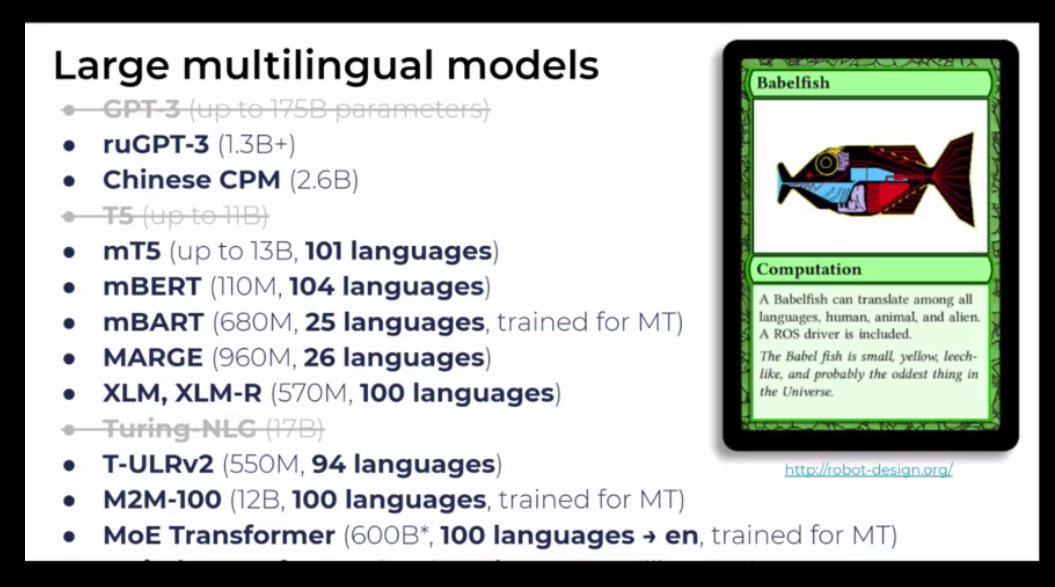 Large multilingual models
● GPT-3 (up to 175B parameters)
● ruGPT-3 (1.3B+)
● Chinese CPM (2.6B)
● T5 (up to 11B)
● mT5 (up to 13B, 101 languages)
● mBERT (110M, 104 languages)
● mBART (680M, 25 languages, trained for MT)
● MARGE (960M, 26 languages)
● XLM, XLM-R (570M, 100 languages)
● Turing-NLG (17B)
● T-ULRv2 (550M, 94 languages)
● M2M-100 (12B, 100 languages, trained for MT)
● MoE Transformer (600B*, 100 languages → en, trained for MT)
Babelfish
Computation
A Babelfish can translate among all
languages, human, animal, and alien.
A ROS driver is included.
The Babel fish is small, yellow, leech-
like, and probably the oddest thing in
the Universe.
http://robot-design.org/